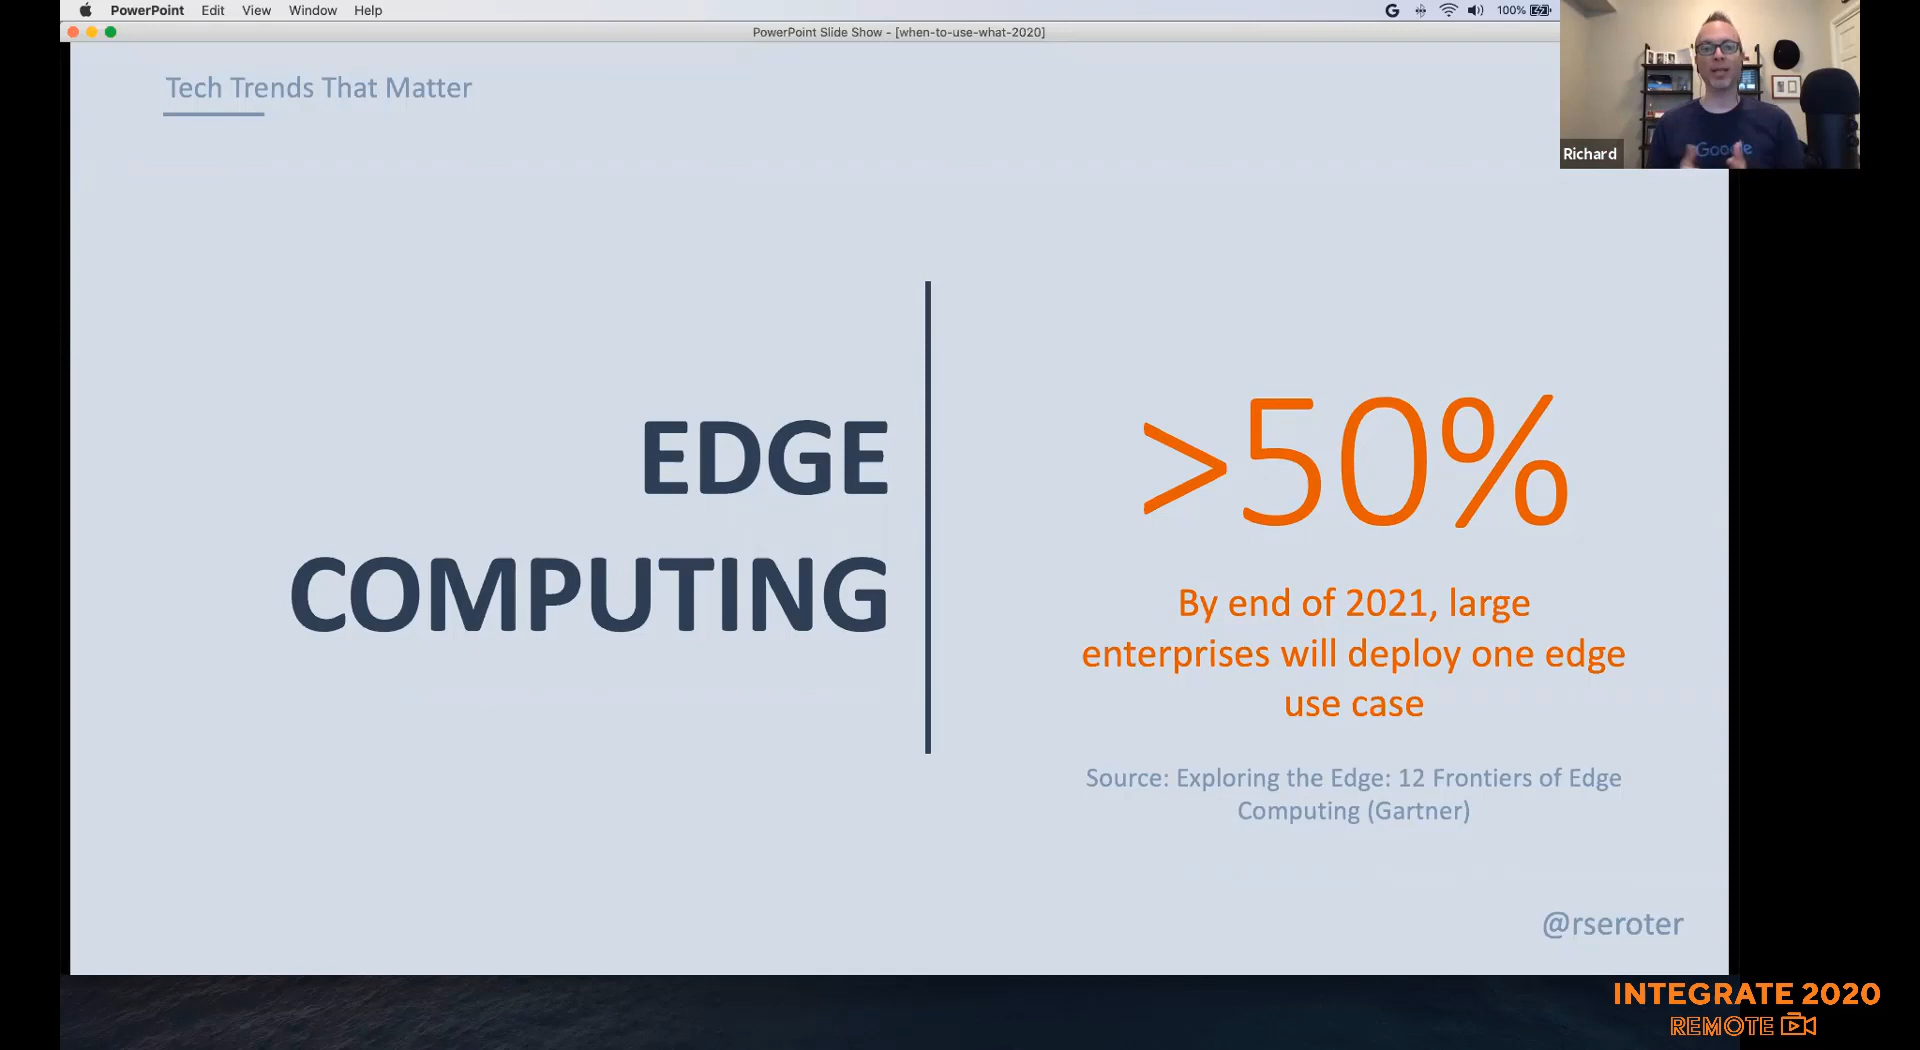 PowerPoint Edit View Window Help
G 100%
PowerPoint Slide Show - [when-to-use-what-2020]
Tech Trends That Matter
Google
Richard
EDGE
COMPUTING
>50%
By end of 2021, large
enterprises will deploy one edge
use case
Source: Exploring the Edge: 12 Frontiers of Edge
Computing (Gartner)
@rseroter
INTEGRATE 2020
REMOTE